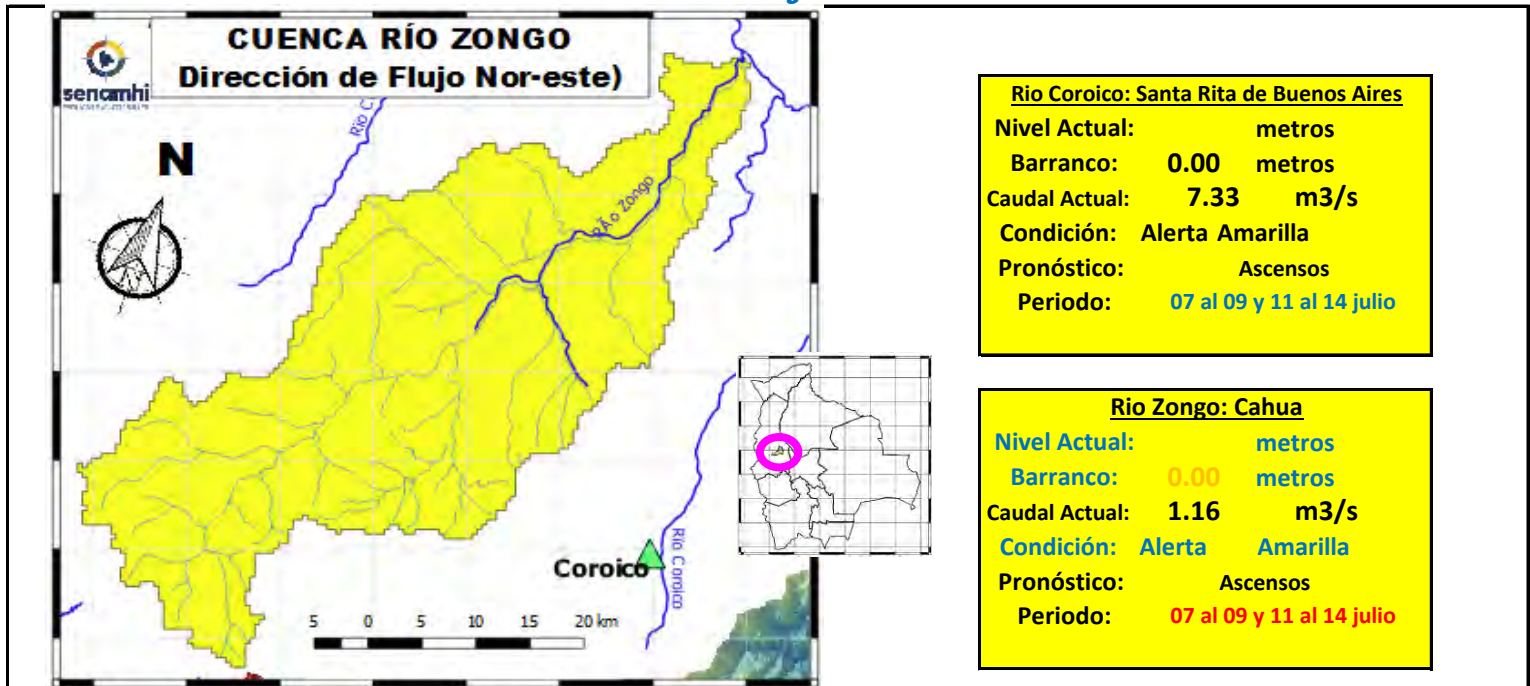 CUENCA RÍO ZONGO
Dirección de Flujo Nor-este)
senamhi
Rio C
N
RÃ o Zongo
Coroico
Río Coroico
5 0 5 10 15 20 km
Rio Coroico: Santa Rita de Buenos Aires
Nivel Actual: metros
Barranco: 0.00 metros
Caudal Actual: 7.33 m3/s
Condición: Alerta Amarilla
Pronóstico: Ascensos
Periodo: 07 al 09 y 11 al 14 julio
Rio Zongo: Cahua
Nivel Actual: metros
Barranco: 0.00 metros
Caudal Actual: 1.16 m3/s
Condición: Alerta Amarilla
Pronóstico: Ascensos
Periodo: 07 al 09 y 11 al 14 julio